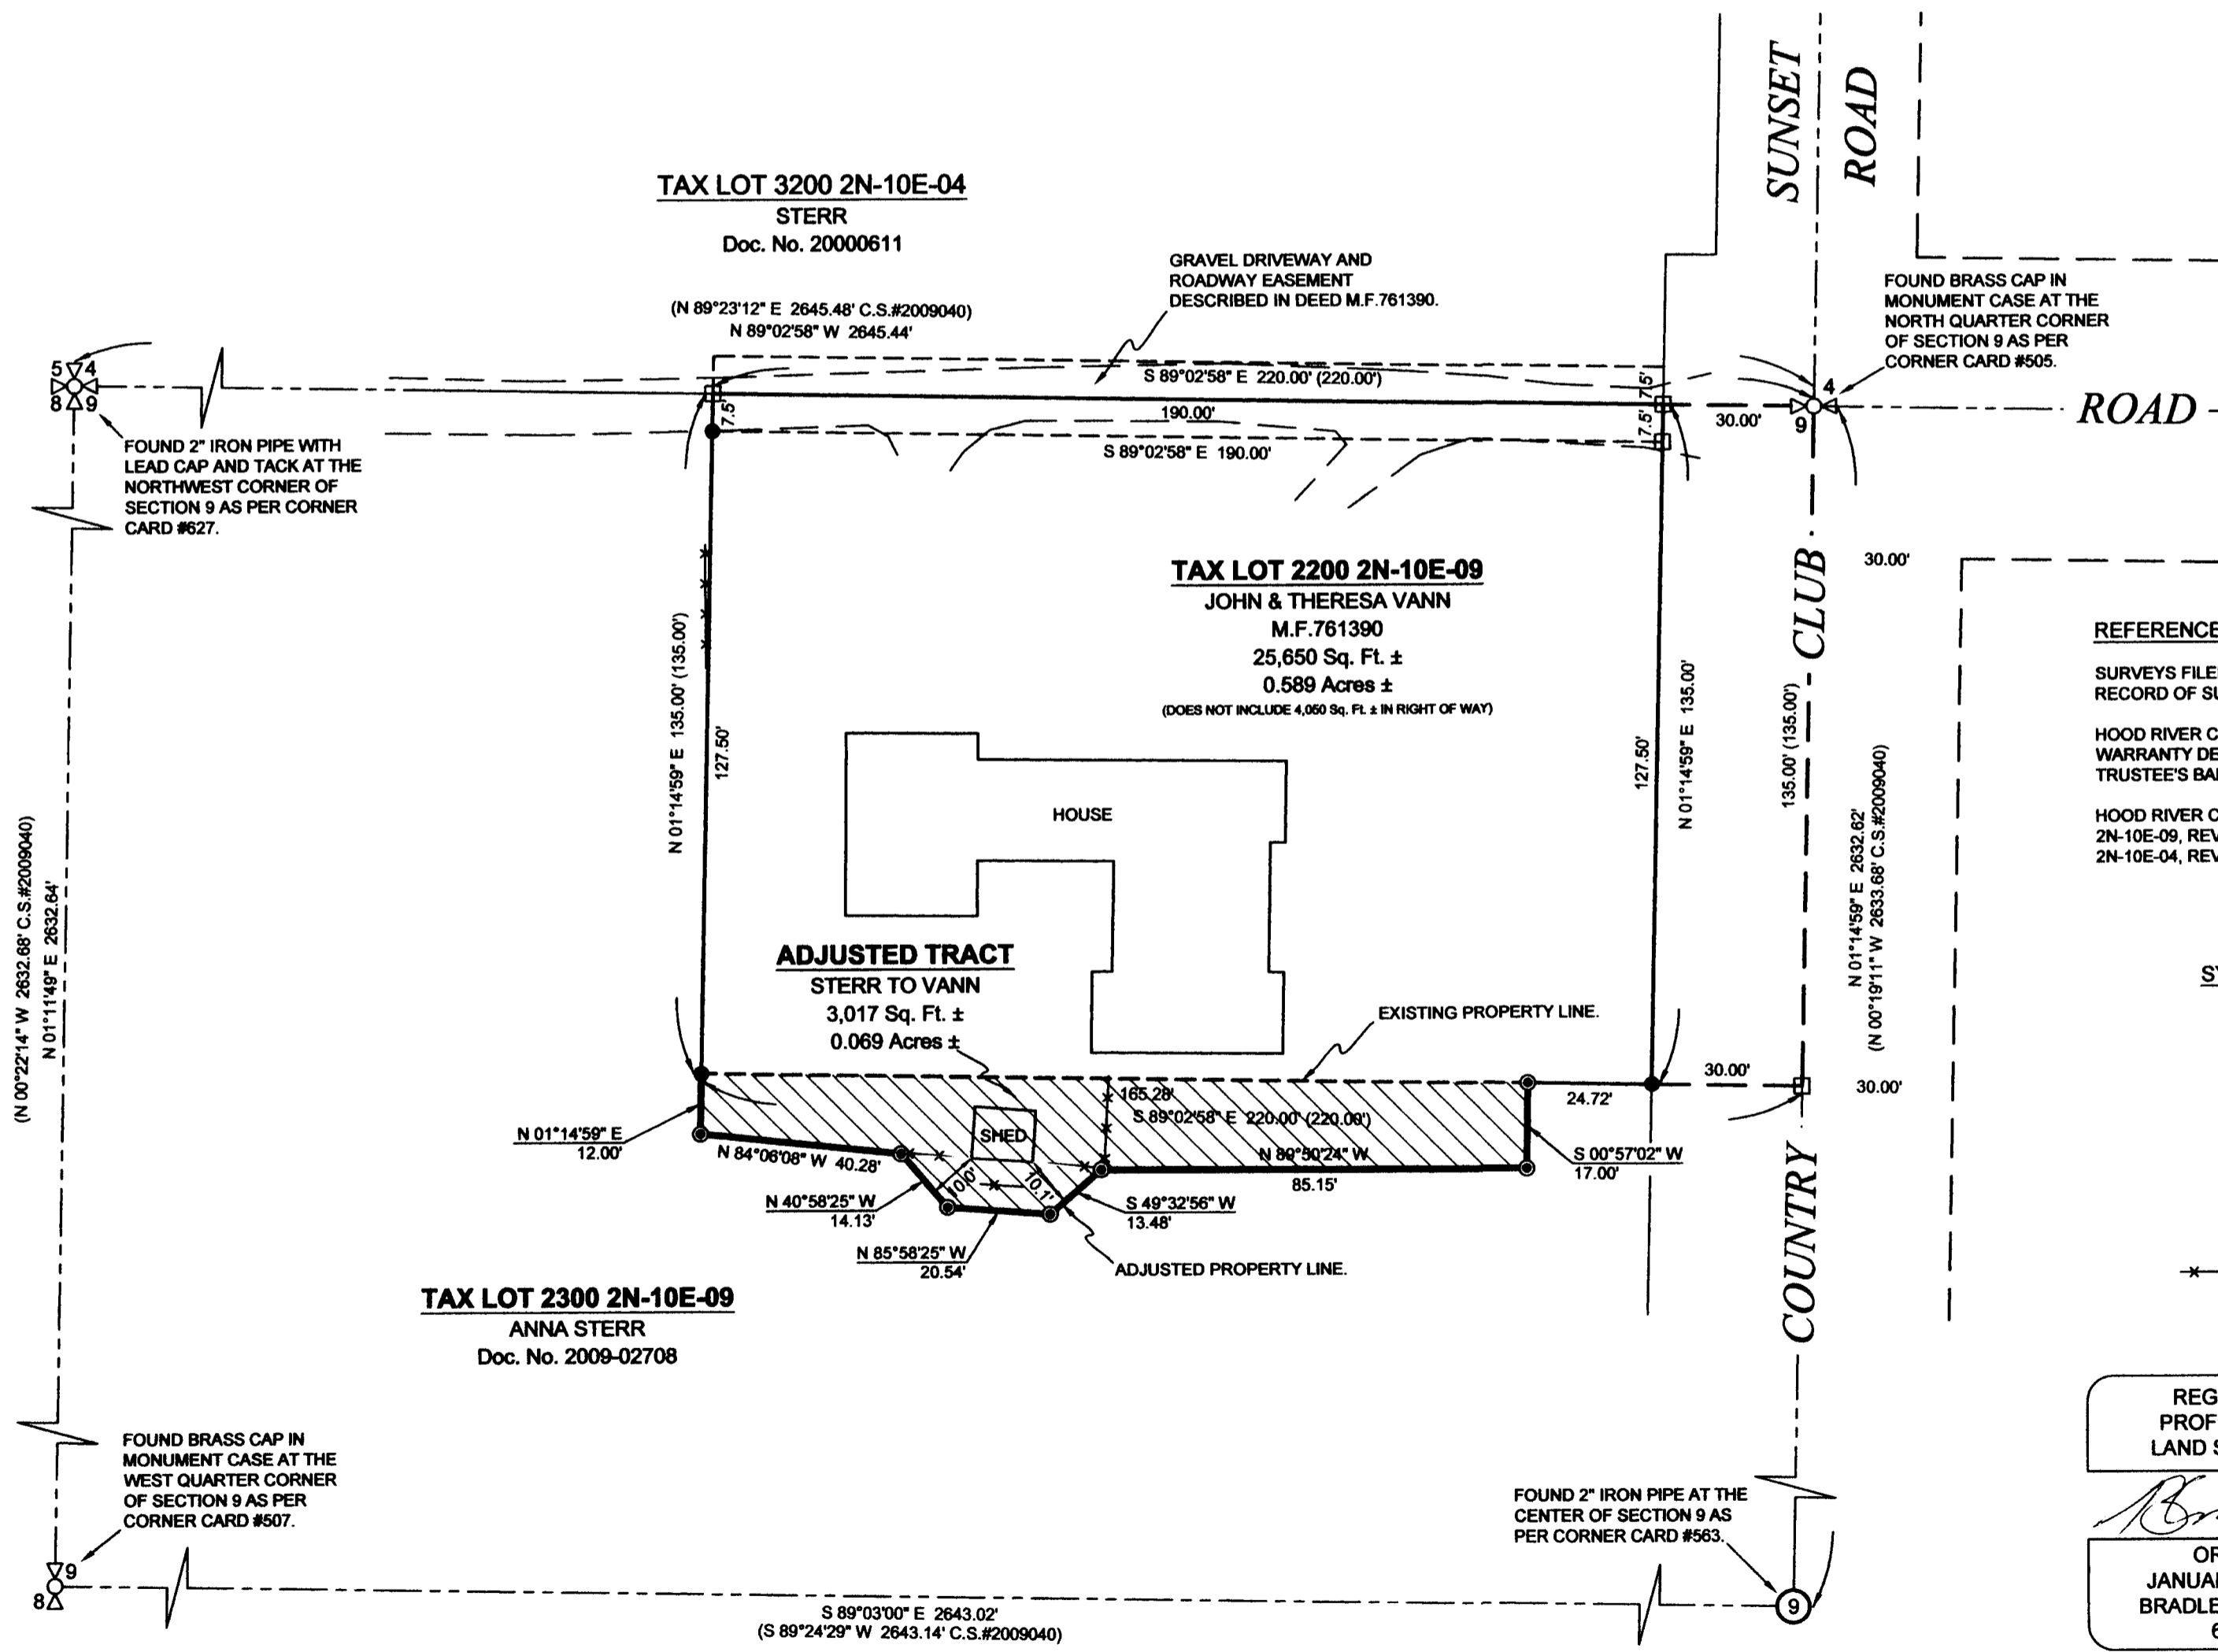 SUNSET
ROAD
TAX LOT 3200 2N-10E-04
STERR
Doc. No. 20000611
GRAVEL DRIVEWAY AND
ROADWAY EASEMENT
DESCRIBED IN DEED M.F.761390.
(N 89°23'12" E 2645.48' C.S.#2009040)
N 89°02'58" W 2645.44'
FOUND BRASS CAP IN
MONUMENT CASE AT THE
NORTH QUARTER CORNER
OF SECTION 9 AS PER
CORNER CARD #505.
5 4
8 9
S 89°02'58" E 220.00' (220.00')
7.5'
4
9
7.5'
190.00'
7.5'
30.00'
ROAD
S 89°02'58" E 190.00'
FOUND 2" IRON PIPE WITH
LEAD CAP AND TACK AT THE
NORTHWEST CORNER OF
SECTION 9 AS PER CORNER
CARD #627.
TAX LOT 2200 2N-10E-09
JOHN & THERESA VANN
M.F.761390
25,650 Sq. Ft. ±
0.589 Acres ±
(DOES NOT INCLUDE 4,050 Sq. Ft. ± IN RIGHT OF WAY)
30.00'
CLUB
REFERENCE
SURVEYS FILE
RECORD OF SU
HOOD RIVER C
WARRANTY DE
TRUSTEE'S BA
HOOD RIVER C
2N-10E-09, REV
2N-10E-04, REV
N 01°14'59" E 135.00' (135.00')
127.50'
127.50'
N 01°14'59" E 135.00'
135.00' (135.00')
N 01°14'59" E 2632.62'
(N 00°19'11" W 2633.68' C.S.#2009040)
HOUSE
(N 00°22'14" W 2632.68' C.S.#2009040)
N 01°11'49" E 2632.64'
ADJUSTED TRACT
STERR TO VANN
3,017 Sq. Ft. ±
0.069 Acres ±
EXISTING PROPERTY LINE.
SY
30.00'
30.00'
24.72'
165.28'
S 89°02'58" E 220.00' (220.00')
SHED
N 01°14'59" E
12.00'
N 84°06'08" W 40.28'
N 89°50'24" W
85.15'
S 00°57'02" W
17.00'
10.0'
10.1'
N 40°58'25" W
14.13'
S 49°32'56" W
13.48'
N 85°58'25" W
20.54'
ADJUSTED PROPERTY LINE.
COUNTRY
TAX LOT 2300 2N-10E-09
ANNA STERR
Doc. No. 2009-02708
REG
PROF
LAND S
FOUND BRASS CAP IN
MONUMENT CASE AT THE
WEST QUARTER CORNER
OF SECTION 9 AS PER
CORNER CARD #507.
9
8
FOUND 2" IRON PIPE AT THE
CENTER OF SECTION 9 AS
PER CORNER CARD #563.
9
OR
JANUAR
BRADLE
6
S 89°03'00" E 2643.02'
(S 89°24'29" W 2643.14' C.S.#2009040)